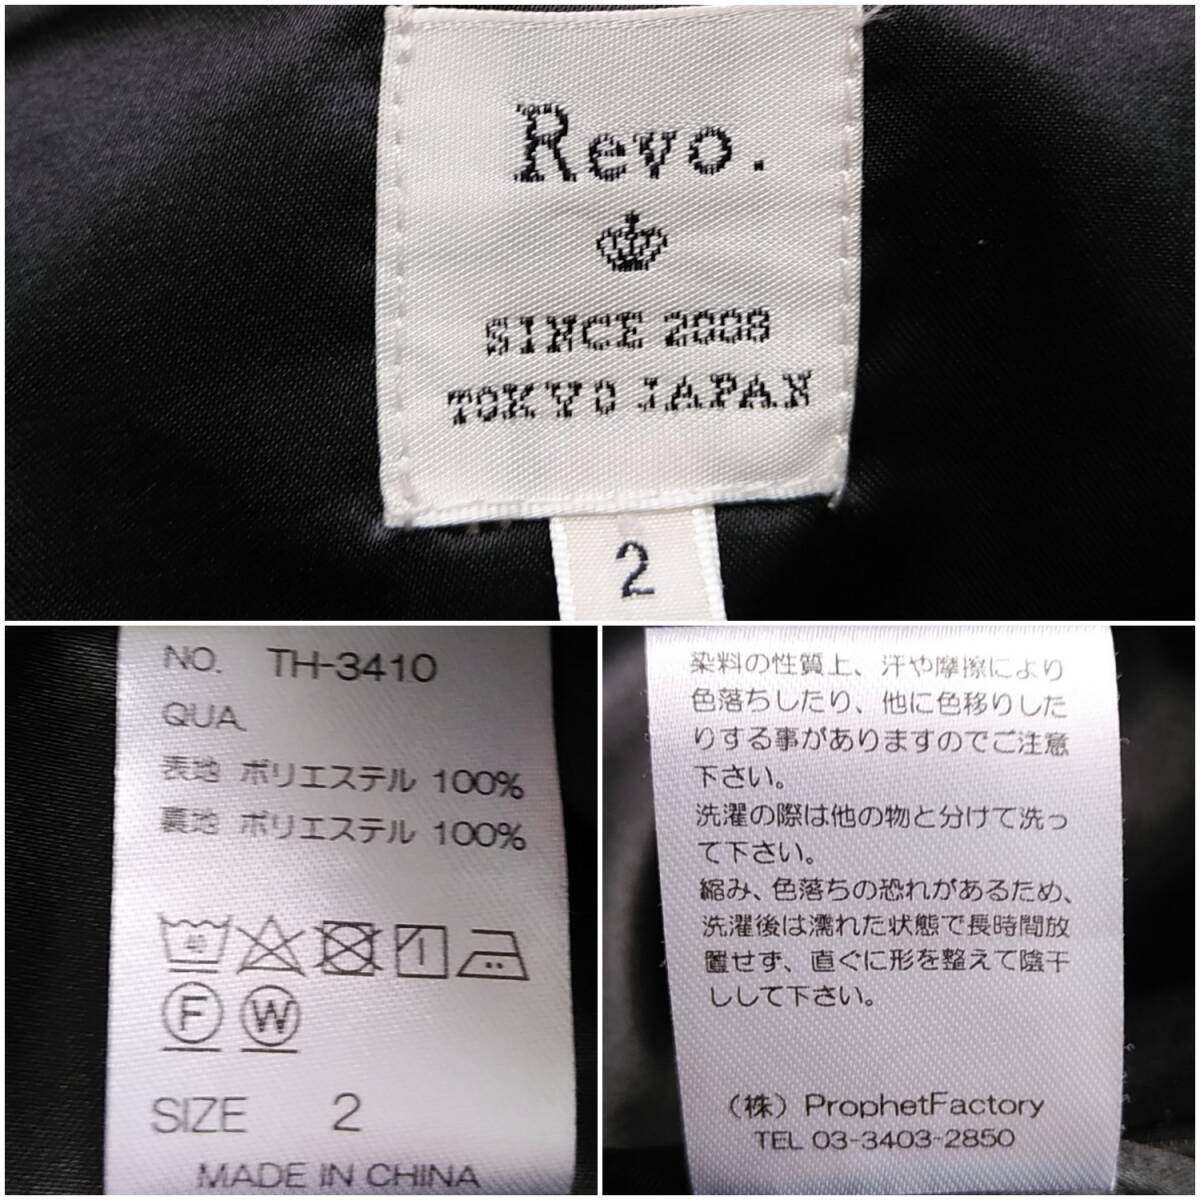 Revo.
SINCE 2008
TOKYO JAPAN
2
NO. TH-3410
QUA
表地 ポリエステル 100%
裏地 ポリエステル 100%
40
F W
SIZE 2
MADE IN CHINA
染料の性質上、汗や摩擦により
色落ちしたり、他に色移りした
りする事がありますのでご注意
下さい。
洗濯の際は他の物と分けて洗っ
て下さい。
縮み、色落ちの恐れがあるため、
洗濯後は濡れた状態で長時間放
置せず、直ぐに形を整えて陰干
しして下さい。
（株）ProphetFactory
TEL 03-3403-2850